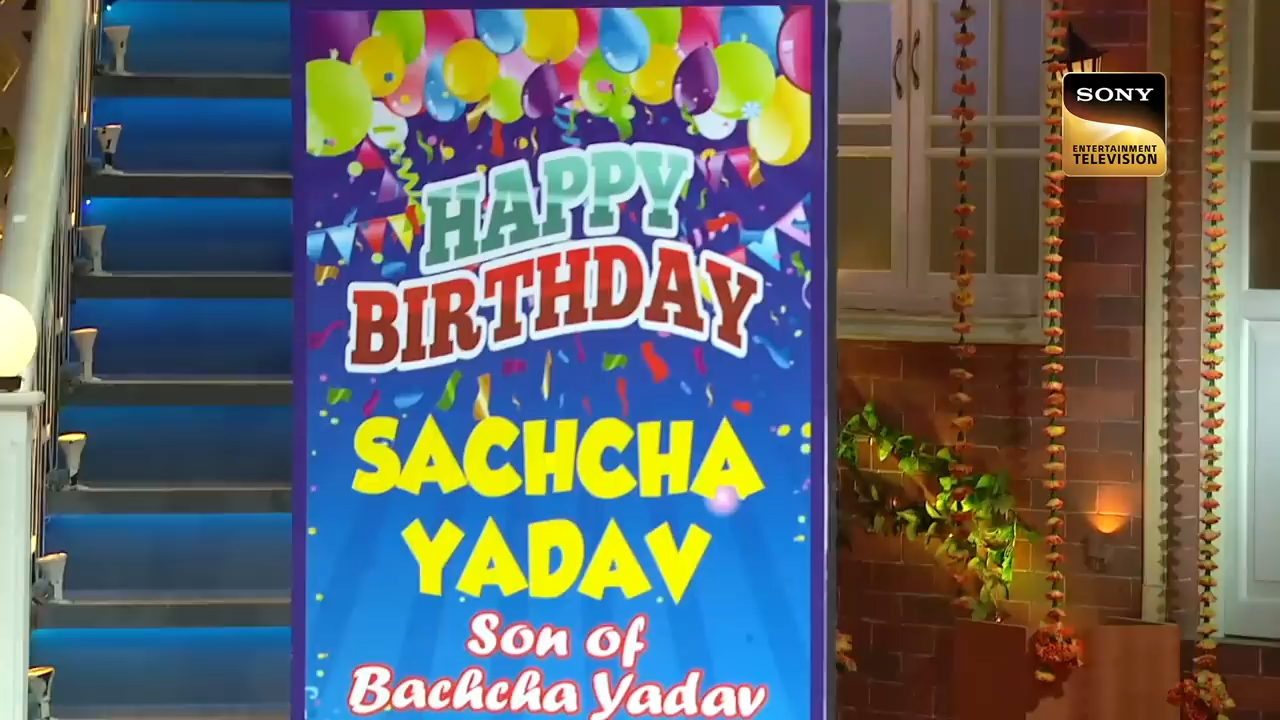 HAPPY
BIRTHDAY
SACHCHA
YADAV
Son of
Bachcha Yadav
SONY
ENTERTAINMENT
TELEVISION